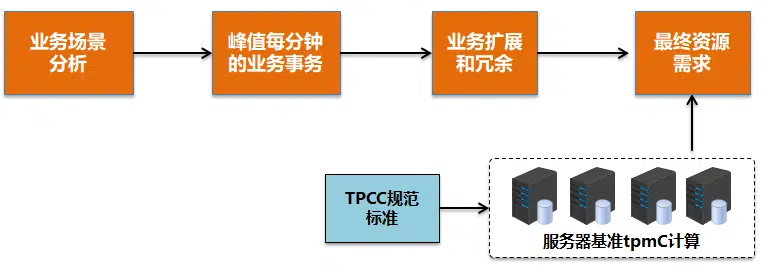 业务场景
分析
峰值每分钟
的业务事务
业务扩展
和冗余
最终资源
需求
TPCC规范
标准
服务器基准tpmC计算